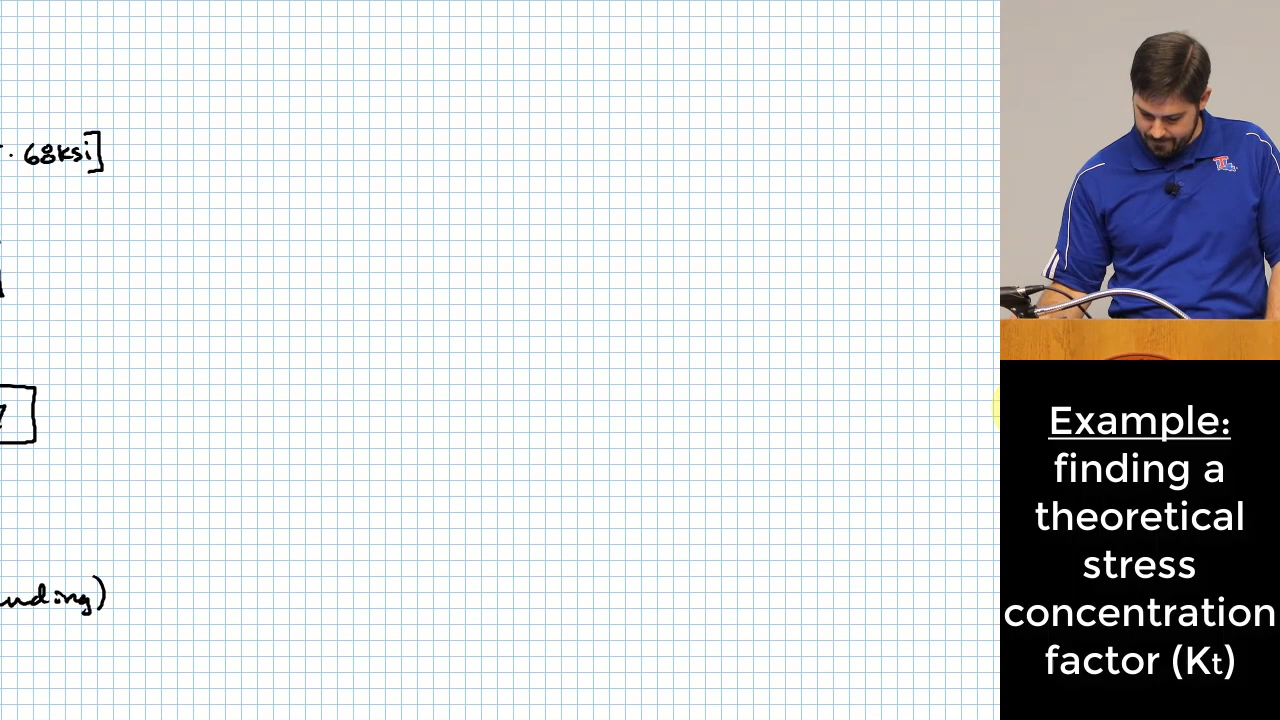 · 68ksi]
nding)
Example:
finding a
theoretical
stress
concentration
factor (Kt)